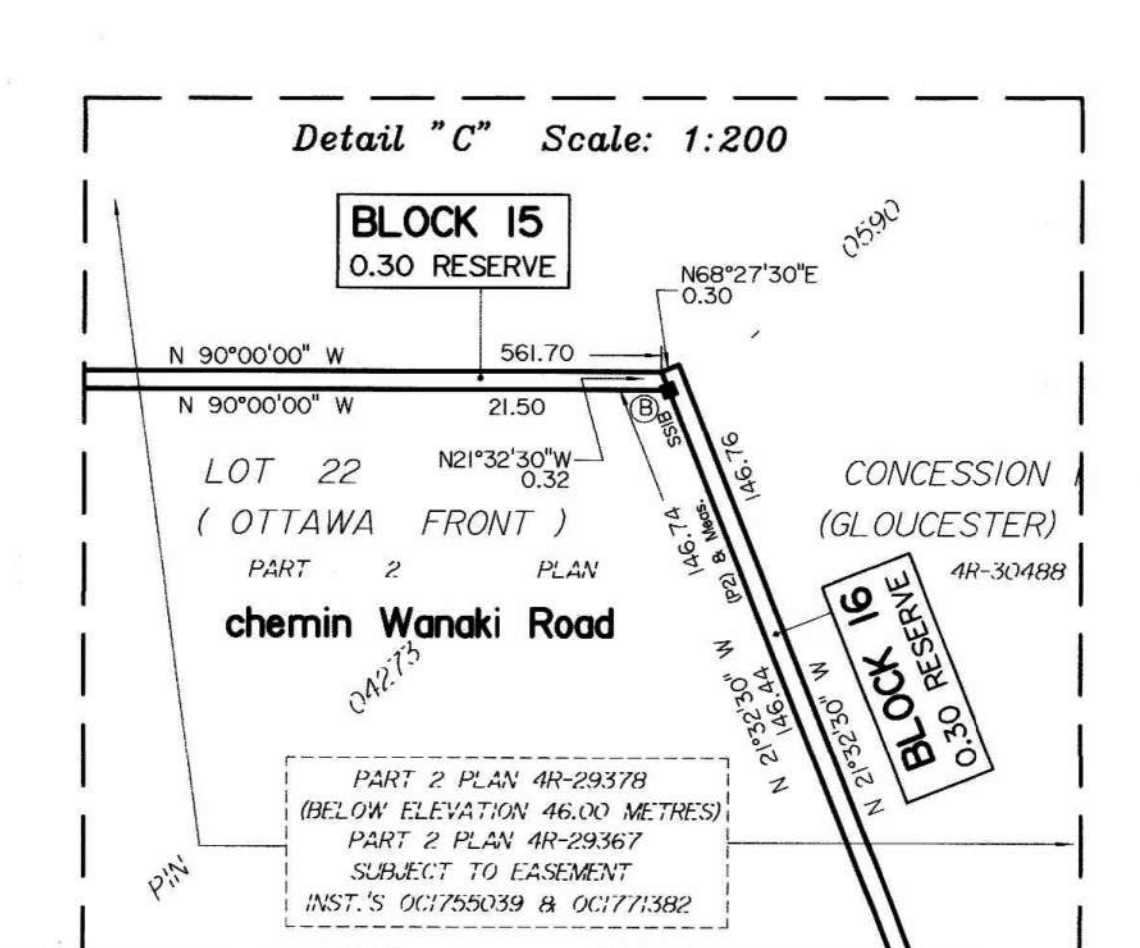 Detail "C" Scale: 1:200
BLOCK 15
0.30 RESERVE
0590
N68°27'30"E
0.30
N 90°00'00" W
561.70
N 90°00'00" W
21.50
B
SSIB
N21°32'30"W
0.32
146.76
LOT 22
CONCESSION
( OTTAWA FRONT )
(GLOUCESTER)
146.74
(P2) & Meas.
PART 2 PLAN
4R-30488
chemin Wanaki Road
BLOCK 16
0.30 RESERVE
04273
N 21°32'30" W
146.44
N 21°32'30" W
PART 2 PLAN 4R-29378
(BELOW ELEVATION 46.00 METRES)
PART 2 PLAN 4R-29367
SUBJECT TO EASEMENT
INST.'S OC1755039 & OC1771382
PIN